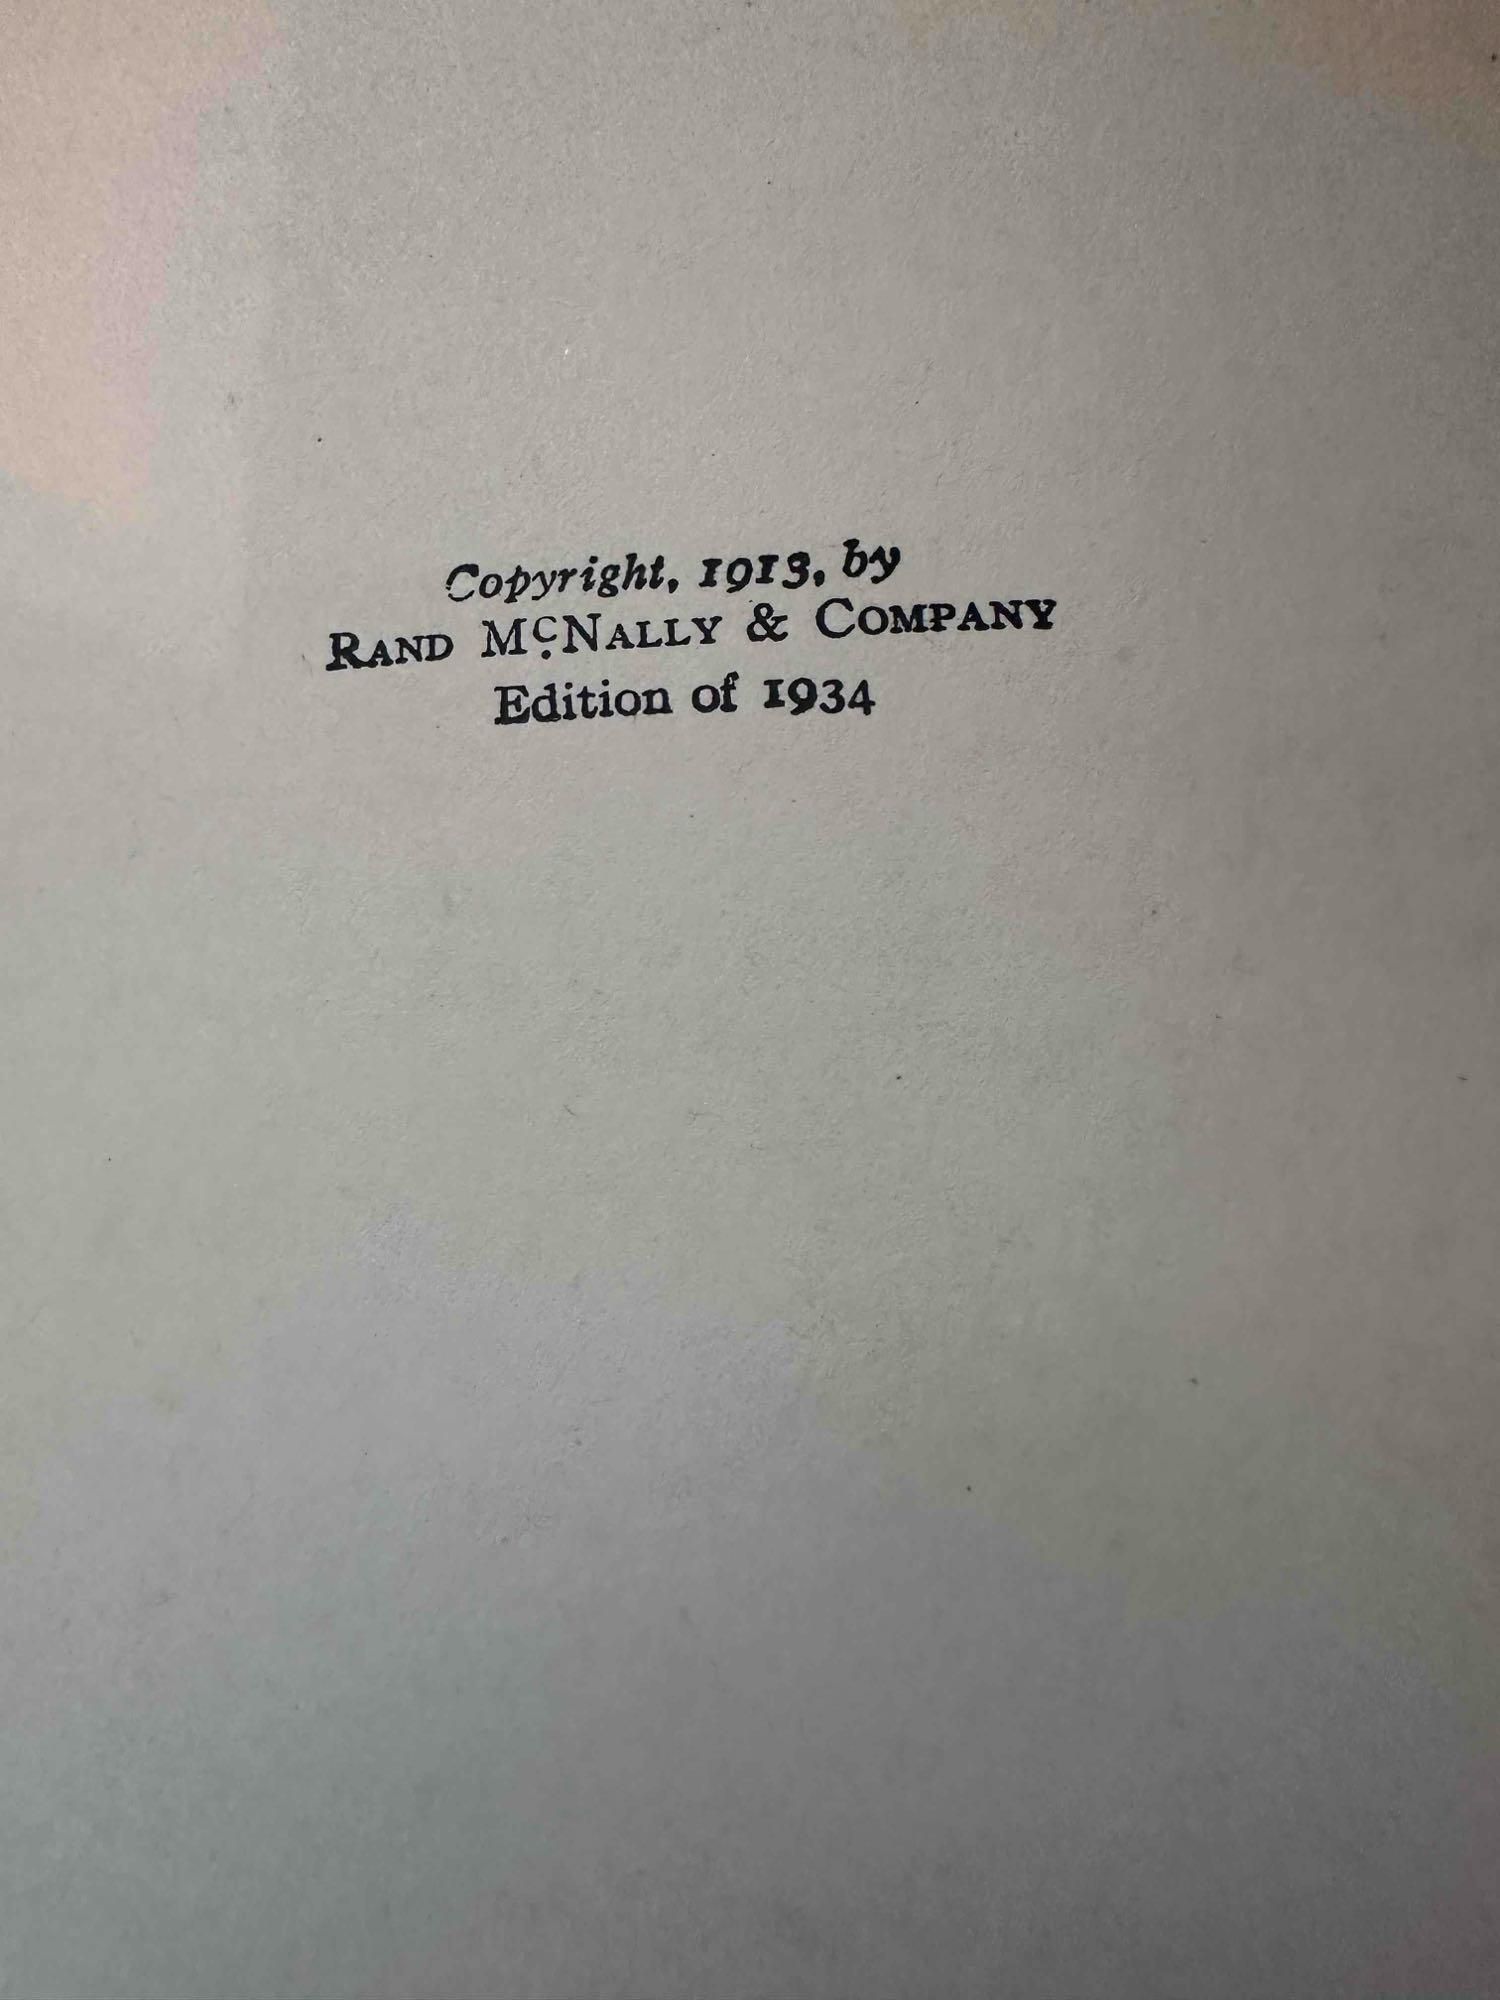 Copyright, 1913, by
RAND McNALLY & COMPANY
Edition of 1934